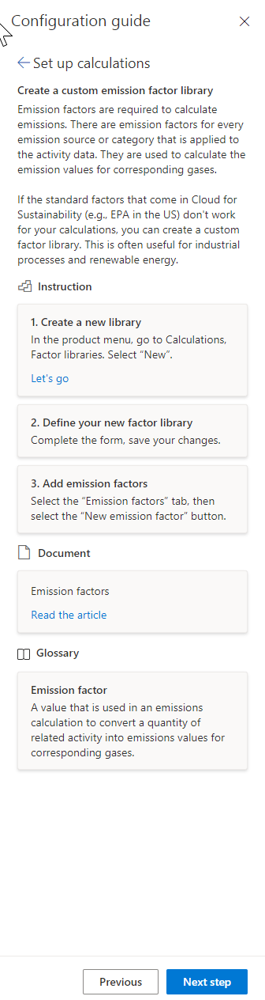 Configuration guide
Set up calculations
Create a custom emission factor library
Emission factors are required to calculate
emissions. There are emission factors for every
emission source or category that is applied to
the activity data. They are used to calculate the
emission values for corresponding gases.
If the standard factors that come in Cloud for
Sustainability (e.g., EPA in the US) don't work
for your calculations, you can create a custom
factor library. This is often useful for industrial
processes and renewable energy.
Instruction
1. Create a new library
In the product menu, go to Calculations,
Factor libraries. Select “New”.
Let's go
2. Define your new factor library
Complete the form, save your changes.
3. Add emission factors
Select the “Emission factors” tab, then
select the “New emission factor” button.
Document
Emission factors
Read the article
Glossary
Emission factor
A value that is used in an emissions
calculation to convert a quantity of
related activity into emissions values for
corresponding gases.
Previous
Next step